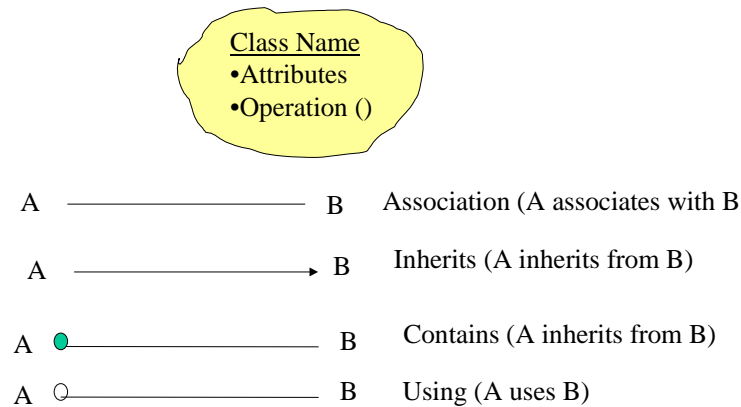 Class Name
•Attributes
•Operation ()
A B Association (A associates with B
A B Inherits (A inherits from B)
A B Contains (A inherits from B)
A B Using (A uses B)